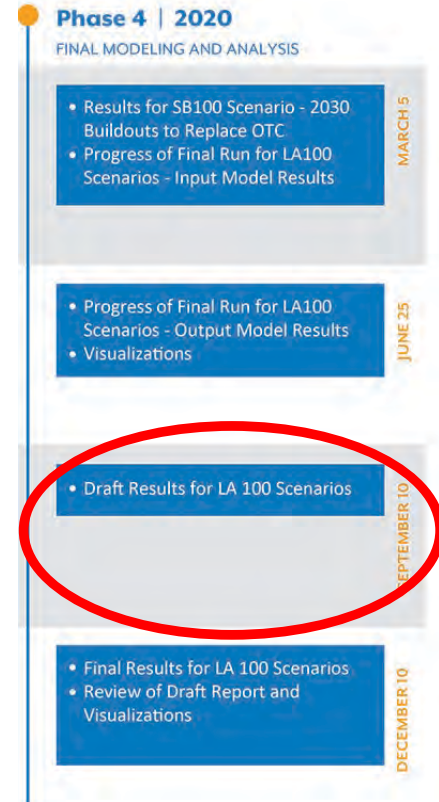 Phase 4 | 2020
FINAL MODELING AND ANALYSIS
• Results for SB100 Scenario - 2030
Buildouts to Replace OTC
• Progress of Final Run for LA100
Scenarios - Input Model Results
MARCH 5
• Progress of Final Run for LA100
Scenarios - Output Model Results
• Visualizations
JUNE 25
• Draft Results for LA 100 Scenarios
SEPTEMBER 10
• Final Results for LA 100 Scenarios
• Review of Draft Report and
Visualizations
DECEMBER 10